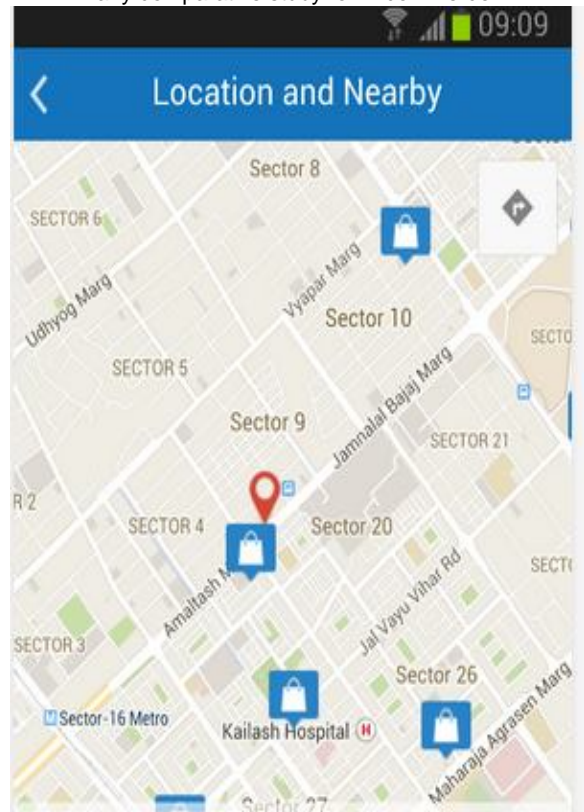 09:09
Location and Nearby
Sector 8
SECTOR 6
Vyapar Marg
Udhyog Marg
Sector 10
SECTO
SECTOR 5
Jamnalal Bajaj Marg
Sector 9
SECTOR 21
R 2
SECTOR 4
Sector 20
Amaltash M
SECT
Jal Vayu Vihar Rd
SECTOR 3
Sector 26
Sector-16 Metro
Kailash Hospital H
Maharaja Agrasen Marg
Sector 27